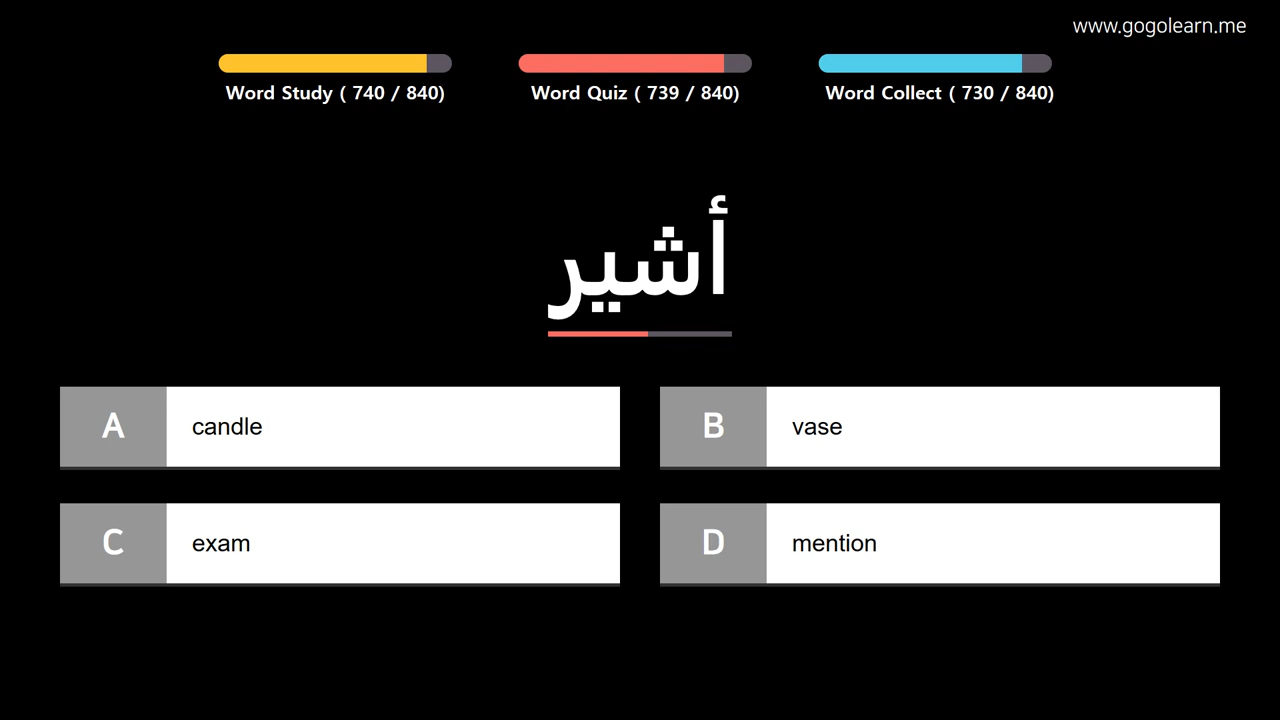 www.gogolearn.me
Word Study ( 740 / 840)
Word Quiz ( 739 / 840)
Word Collect ( 730 / 840)
أشير
A candle
B vase
C exam
D mention